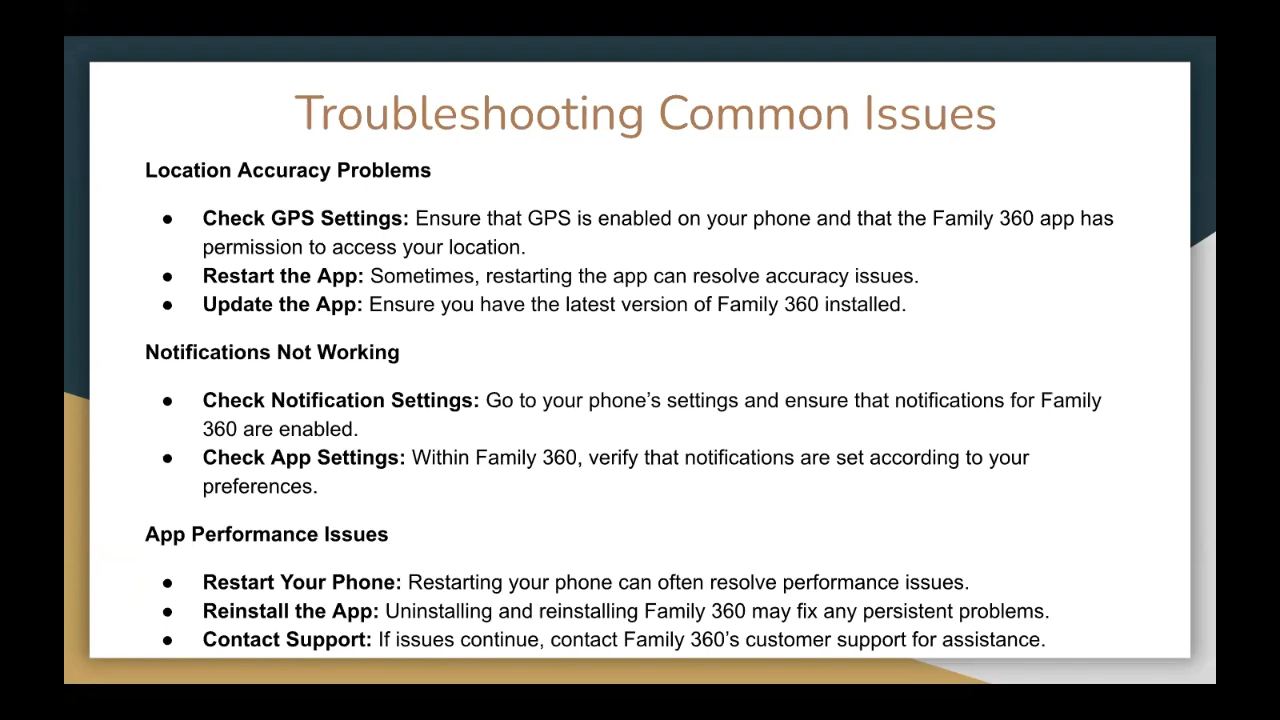 Troubleshooting Common Issues
Location Accuracy Problems
● Check GPS Settings: Ensure that GPS is enabled on your phone and that the Family 360 app has
permission to access your location.
● Restart the App: Sometimes, restarting the app can resolve accuracy issues.
● Update the App: Ensure you have the latest version of Family 360 installed.
Notifications Not Working
● Check Notification Settings: Go to your phone’s settings and ensure that notifications for Family
360 are enabled.
● Check App Settings: Within Family 360, verify that notifications are set according to your
preferences.
App Performance Issues
● Restart Your Phone: Restarting your phone can often resolve performance issues.
● Reinstall the App: Uninstalling and reinstalling Family 360 may fix any persistent problems.
● Contact Support: If issues continue, contact Family 360’s customer support for assistance.